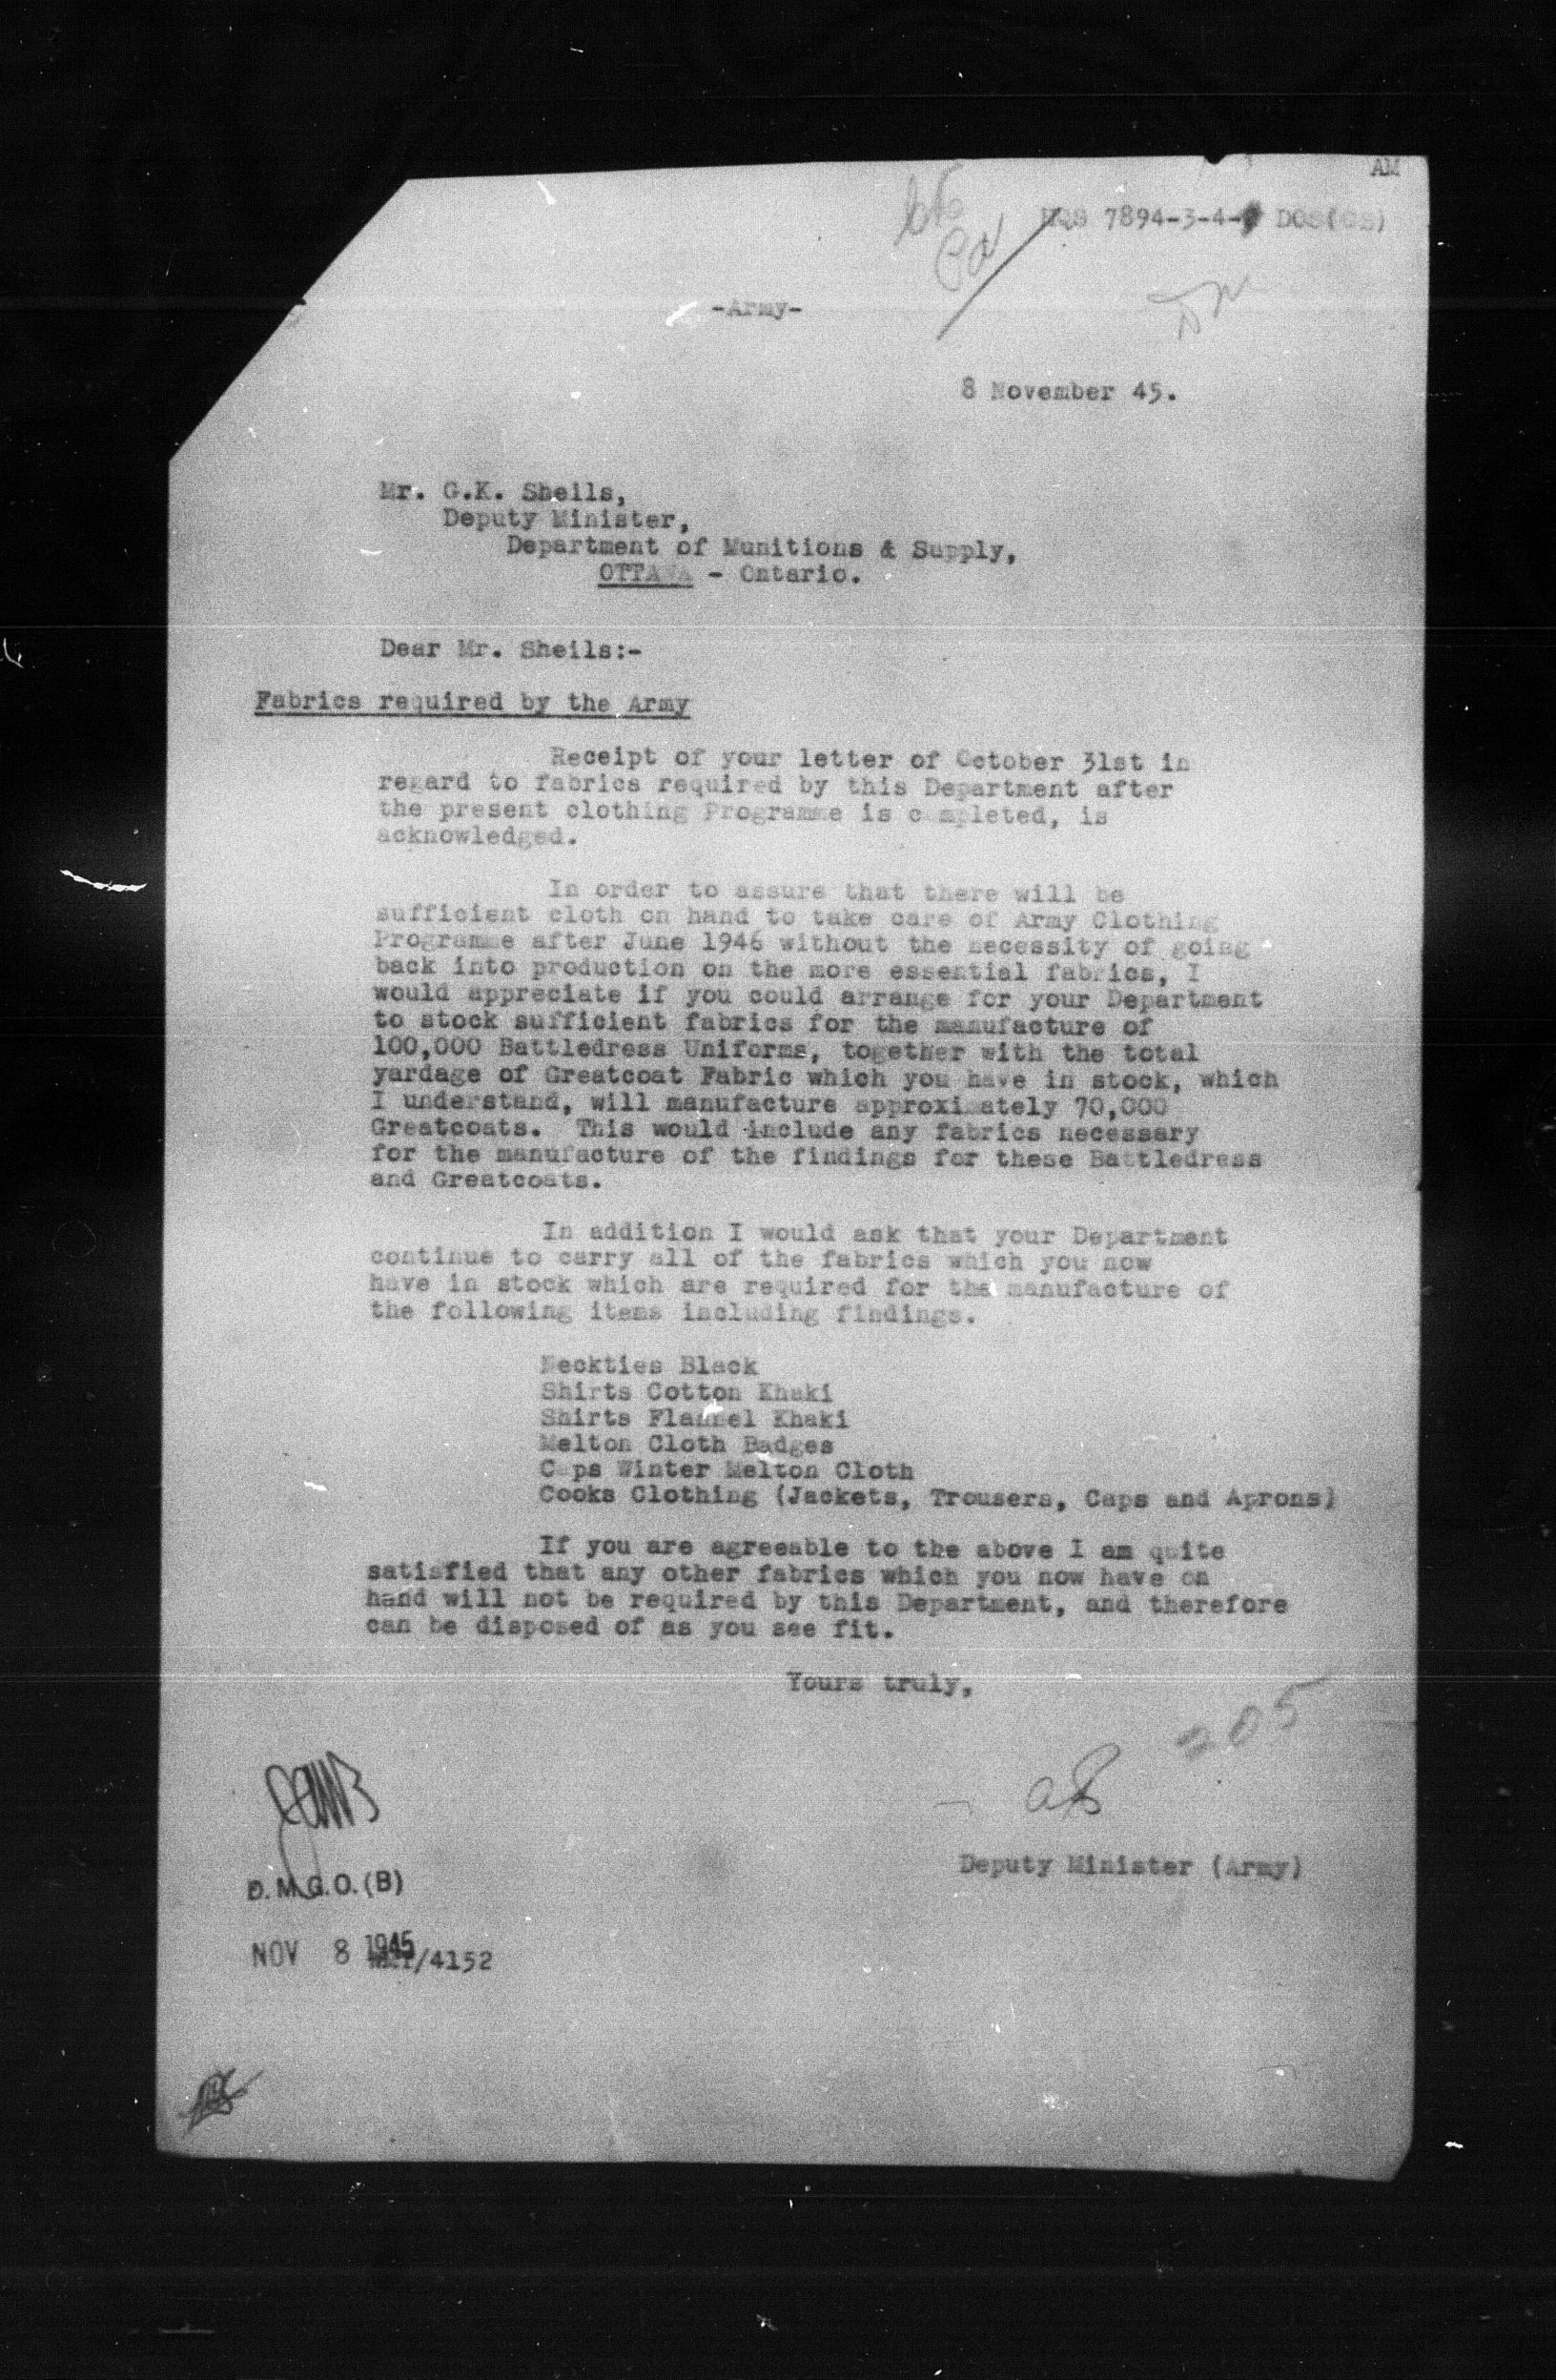 AM
HQS 7894-3-4- DOS(CS)
-Army-
8 November 45.
Mr. G.K. Sheils,
Deputy Minister,
Department of Munitions & Supply,
OTTAWA - Ontario.
Dear Mr. Sheils:-
Fabrics required by the Army
Receipt of your letter of October 31st in
regard to fabrics required by this Department after
the present clothing Programme is completed, is
acknowledged.
In order to assure that there will be
sufficient cloth on hand to take care of Army Clothing
Programme after June 1946 without the necessity of going
back into production on the more essential fabrics, I
would appreciate if you could arrange for your Department
to stock sufficient fabrics for the manufacture of
100,000 Battledress Uniforms, together with the total
yardage of Greatcoat Fabric which you have in stock, which
I understand, will manufacture approximately 70,000
Greatcoats. This would include any fabrics necessary
for the manufacture of the findings for these Battledress
and Greatcoats.
In addition I would ask that your Department
continue to carry all of the fabrics which you now
have in stock which are required for the manufacture of
the following items including findings.
Neckties Black
Shirts Cotton Khaki
Shirts Flannel Khaki
Melton Cloth Badges
Caps Winter Melton Cloth
Cooks Clothing (Jackets, Trousers, Caps and Aprons)
If you are agreeable to the above I am quite
satisfied that any other fabrics which you now have on
hand will not be required by this Department, and therefore
can be disposed of as you see fit.
Yours truly,
205
Deputy Minister (Army)
D.M.G.O.(B)
NOV 8 1945
/4152